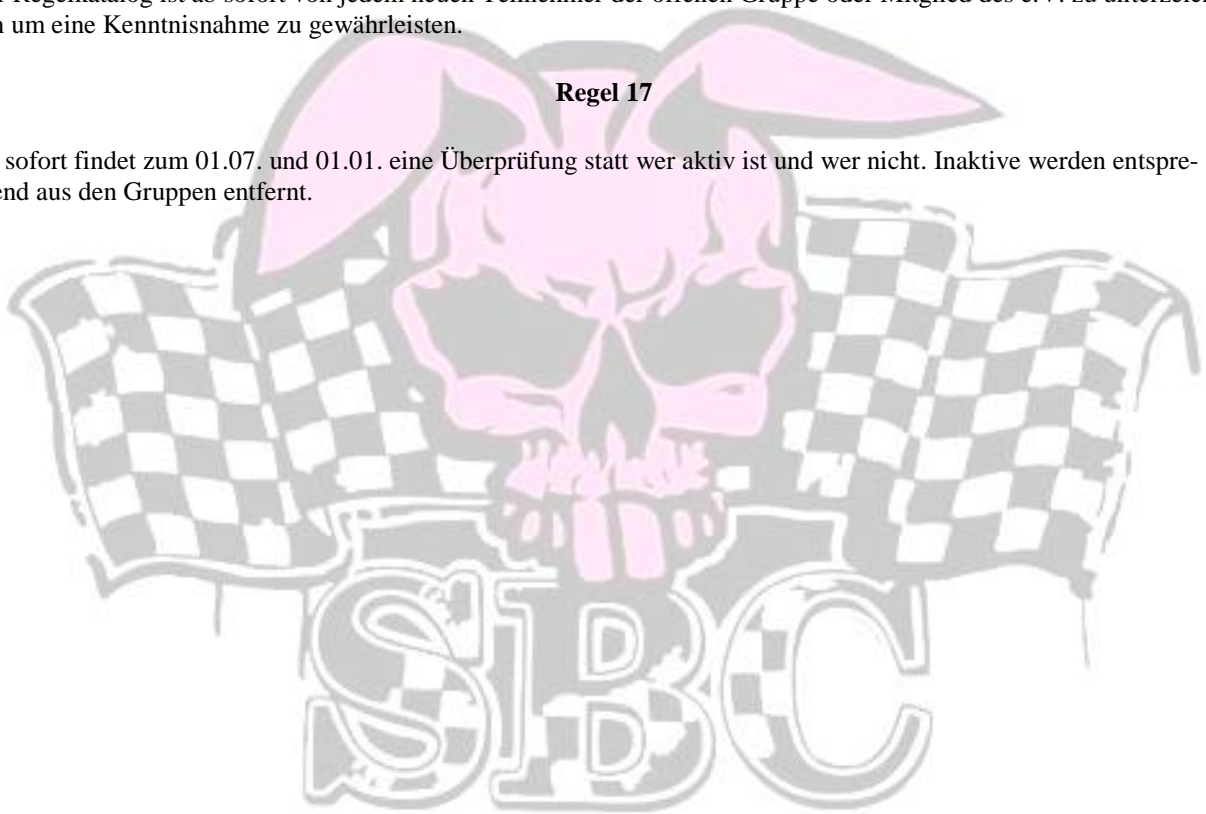 r Regelkatalog ist ab sofort von jedem neuen Teilnehmer der offenen Gruppe oder Mitglied des e.V. zu unterzeic
n um eine Kenntnisnahme zu gewährleisten.
Regel 17
sofort findet zum 01.07. und 01.01. eine Überprüfung statt wer aktiv ist und wer nicht. Inaktive werden entspre-
end aus den Gruppen entfernt.
SBC